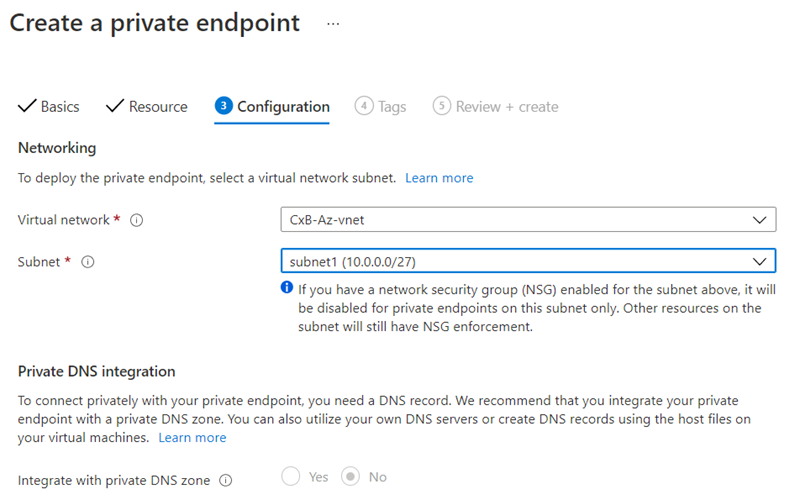 Create a private endpoint ...
Basics Resource 3 Configuration 4 Tags 5 Review + create
Networking
To deploy the private endpoint, select a virtual network subnet. Learn more
Virtual network * i CxB-Az-vnet
Subnet * i subnet1 (10.0.0.0/27)
i If you have a network security group (NSG) enabled for the subnet above, it will
be disabled for private endpoints on this subnet only. Other resources on the
subnet will still have NSG enforcement.
Private DNS integration
To connect privately with your private endpoint, you need a DNS record. We recommend that you integrate your private
endpoint with a private DNS zone. You can also utilize your own DNS servers or create DNS records using the host files on
your virtual machines. Learn more
Integrate with private DNS zone i Yes No